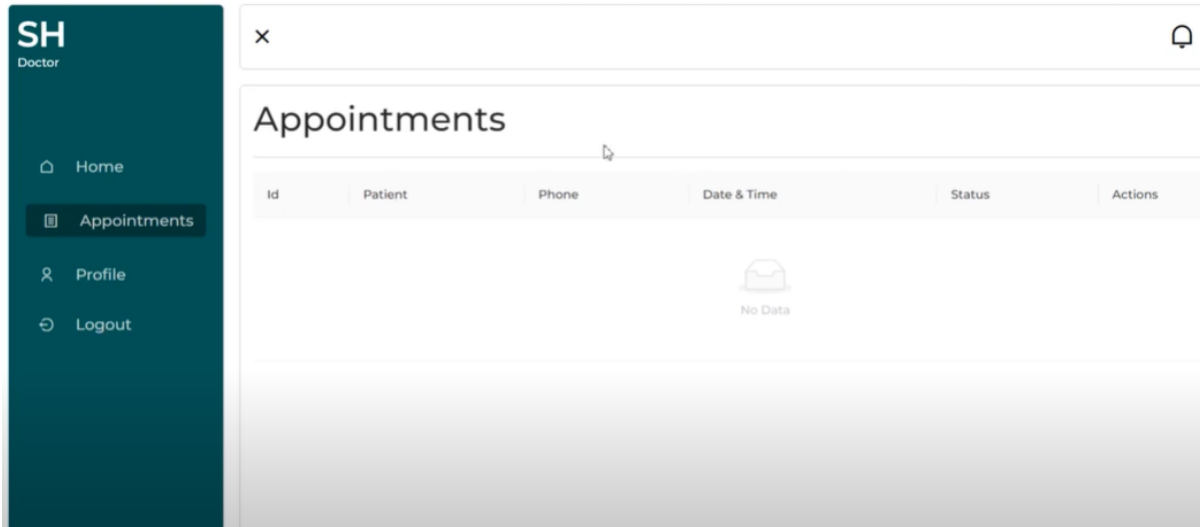 SH
Doctor
Home
Appointments
Profile
Logout
Appointments
Id Patient Phone Date & Time Status Actions
No Data